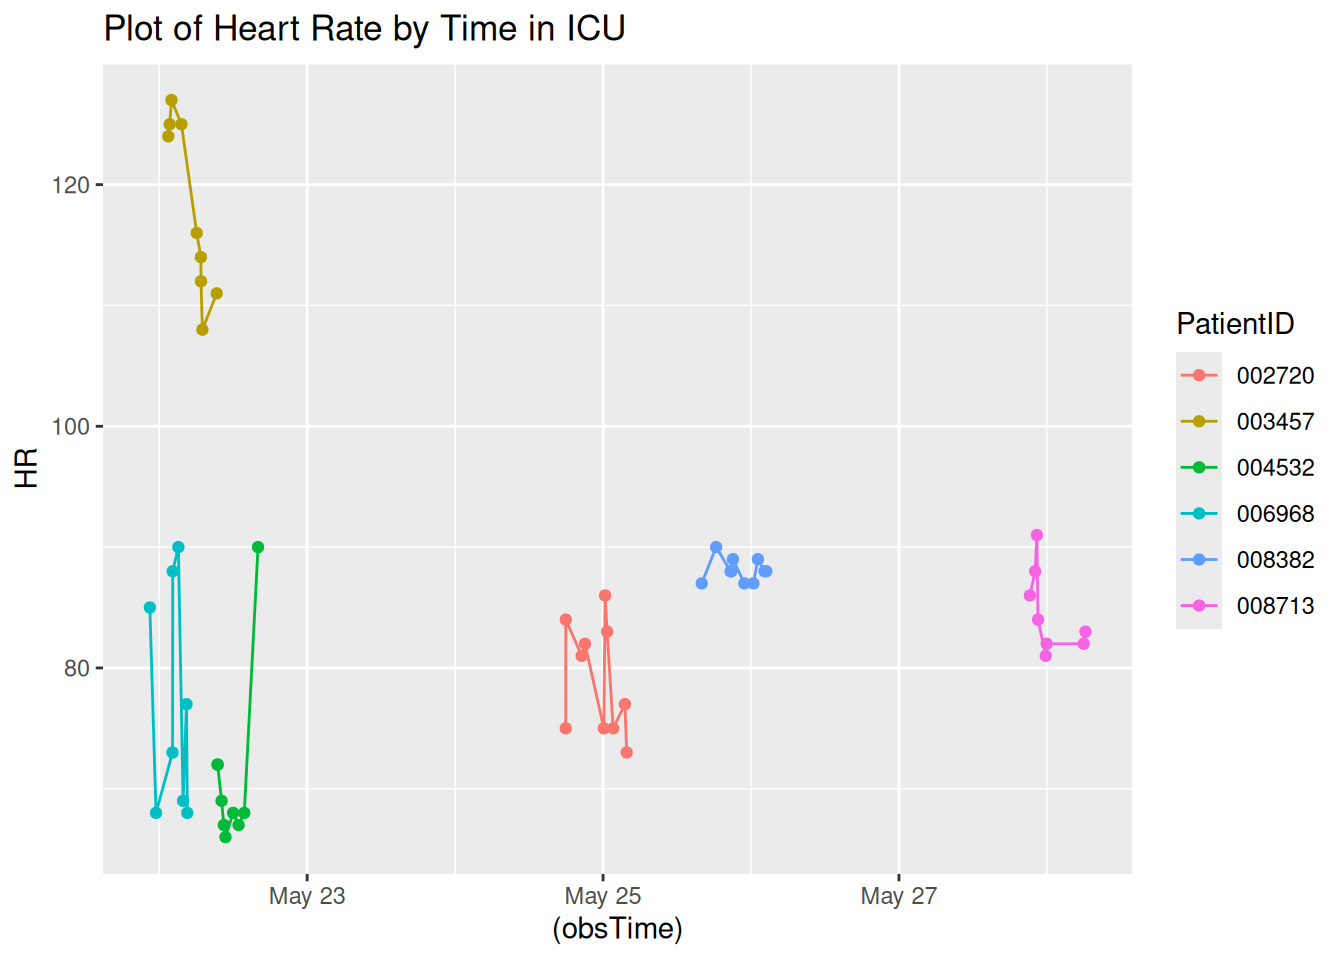 Plot of Heart Rate by Time in ICU
120
100
80
HR
May 23
May 25
May 27
(obsTime)
PatientID
002720
003457
004532
006968
008382
008713